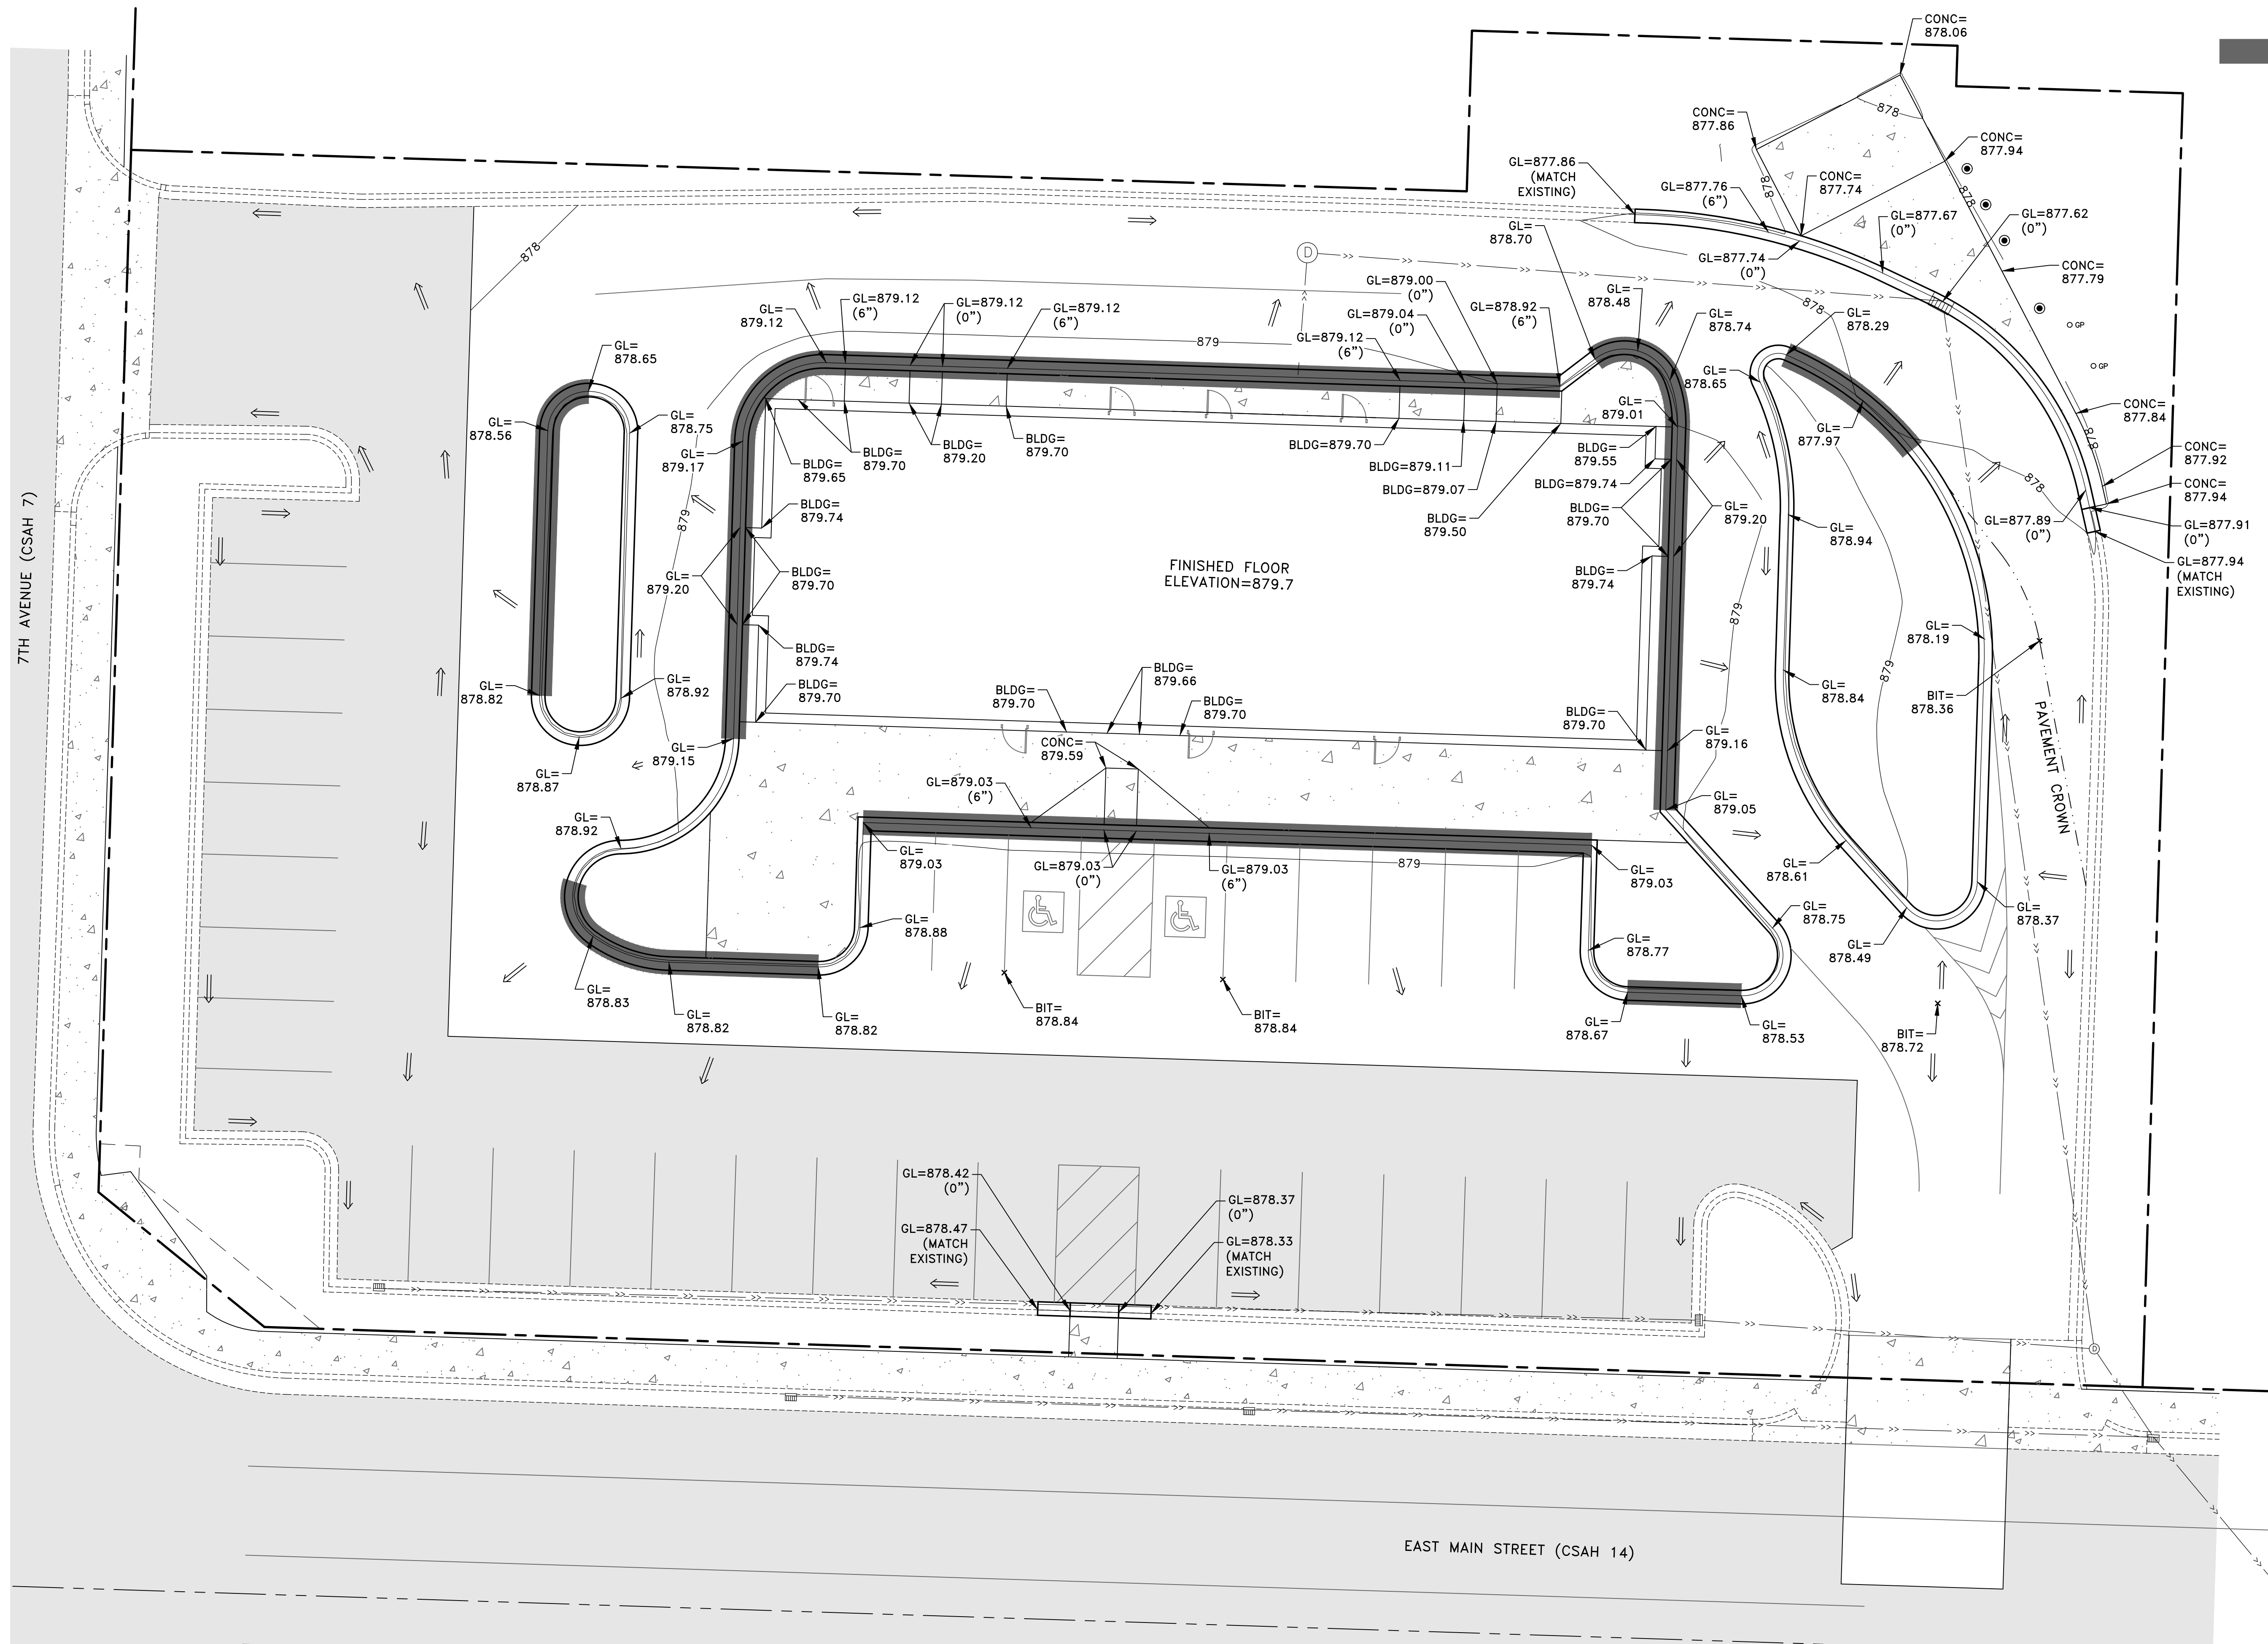 CONC=
878.06
878
CONC=
877.86
CONC=
877.94
GL=877.86
(MATCH
EXISTING)
GL=877.76
(6")
878
CONC=
877.74
878
GL=877.67
(0")
GL=877.62
(0")
GL=
878.70
D
GL=877.74
(0")
CONC=
877.79
878
878
GL=879.00
(0")
GL=
878.48
GL=879.12
(6")
GL=879.12
(0")
GL=879.12
(6")
GL=
879.12
GL=879.04
(0")
GL=878.92
(6")
GL=
878.74
GL=
878.29
GP
GL=879.12
(6")
879
GL=
878.65
GP
GL=
878.65
CONC=
877.84
GL=
879.01
GL=
878.56
GL=
878.75
GL=
877.97
878
CONC=
877.92
GL=
879.17
BLDG=
879.65
BLDG=
879.70
BLDG=
879.20
BLDG=
879.70
BLDG=879.70
BLDG=879.11
BLDG=879.07
BLDG=
879.50
BLDG=
879.55
BLDG=879.74
BLDG=
879.70
878
CONC=
877.94
879
BLDG=
879.74
GL=
879.20
GL=
878.94
GL=877.89
(0")
GL=877.91
(0")
GL=877.94
(MATCH
EXISTING)
7TH AVENUE (CSAH 7)
GL=
879.20
BLDG=
879.70
FINISHED FLOOR
ELEVATION=879.7
BLDG=
879.74
879
GL=
878.19
BLDG=
879.74
879
GL=
878.82
GL=
878.92
BLDG=
879.70
BLDG=
879.70
BLDG=
879.66
BLDG=
879.70
BLDG=
879.70
GL=
878.84
BIT=
878.36
PAVEMENT CROWN
GL=
879.15
CONC=
879.59
GL=
879.16
GL=
878.87
GL=879.03
(6")
GL=
879.05
GL=
878.92
GL=
879.03
GL=879.03
(0")
GL=879.03
(6")
879
GL=
879.03
GL=
878.61
GL=
878.88
GL=
878.75
GL=
878.37
GL=
878.77
GL=
878.49
GL=
878.83
GL=
878.82
GL=
878.82
BIT=
878.84
BIT=
878.84
GL=
878.67
GL=
878.53
BIT=
878.72
GL=878.42
(0")
GL=878.37
(0")
GL=878.47
(MATCH
EXISTING)
GL=878.33
(MATCH
EXISTING)
D
EAST MAIN STREET (CSAH 14)